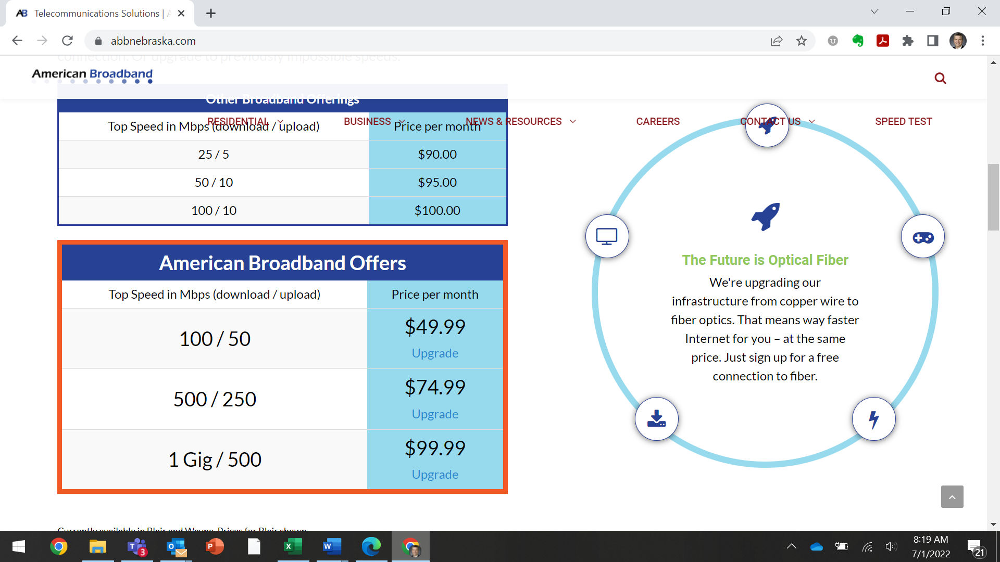 AB Telecommunications Solutions | A
abbnebraska.com
connection. Or upgrade to previously impossible speeds.
American Broadband
Other Broadband Offerings
RESIDENTIAL
BUSINESS
NEWS & RESOURCES
CAREERS
CONTACT US
SPEED TEST
Top Speed in Mbps (download / upload) Price per month
25 / 5 $90.00
50 / 10 $95.00
100 / 10 $100.00
American Broadband Offers
Top Speed in Mbps (download / upload) Price per month
100 / 50 $49.99
Upgrade
500 / 250 $74.99
Upgrade
1 Gig / 500 $99.99
Upgrade
The Future is Optical Fiber
We're upgrading our
infrastructure from copper wire to
fiber optics. That means way faster
Internet for you – at the same
price. Just sign up for a free
connection to fiber.
Currently available in Blair and Wayne. Prices for Blair shown.
8:19 AM
7/1/2022
3
21